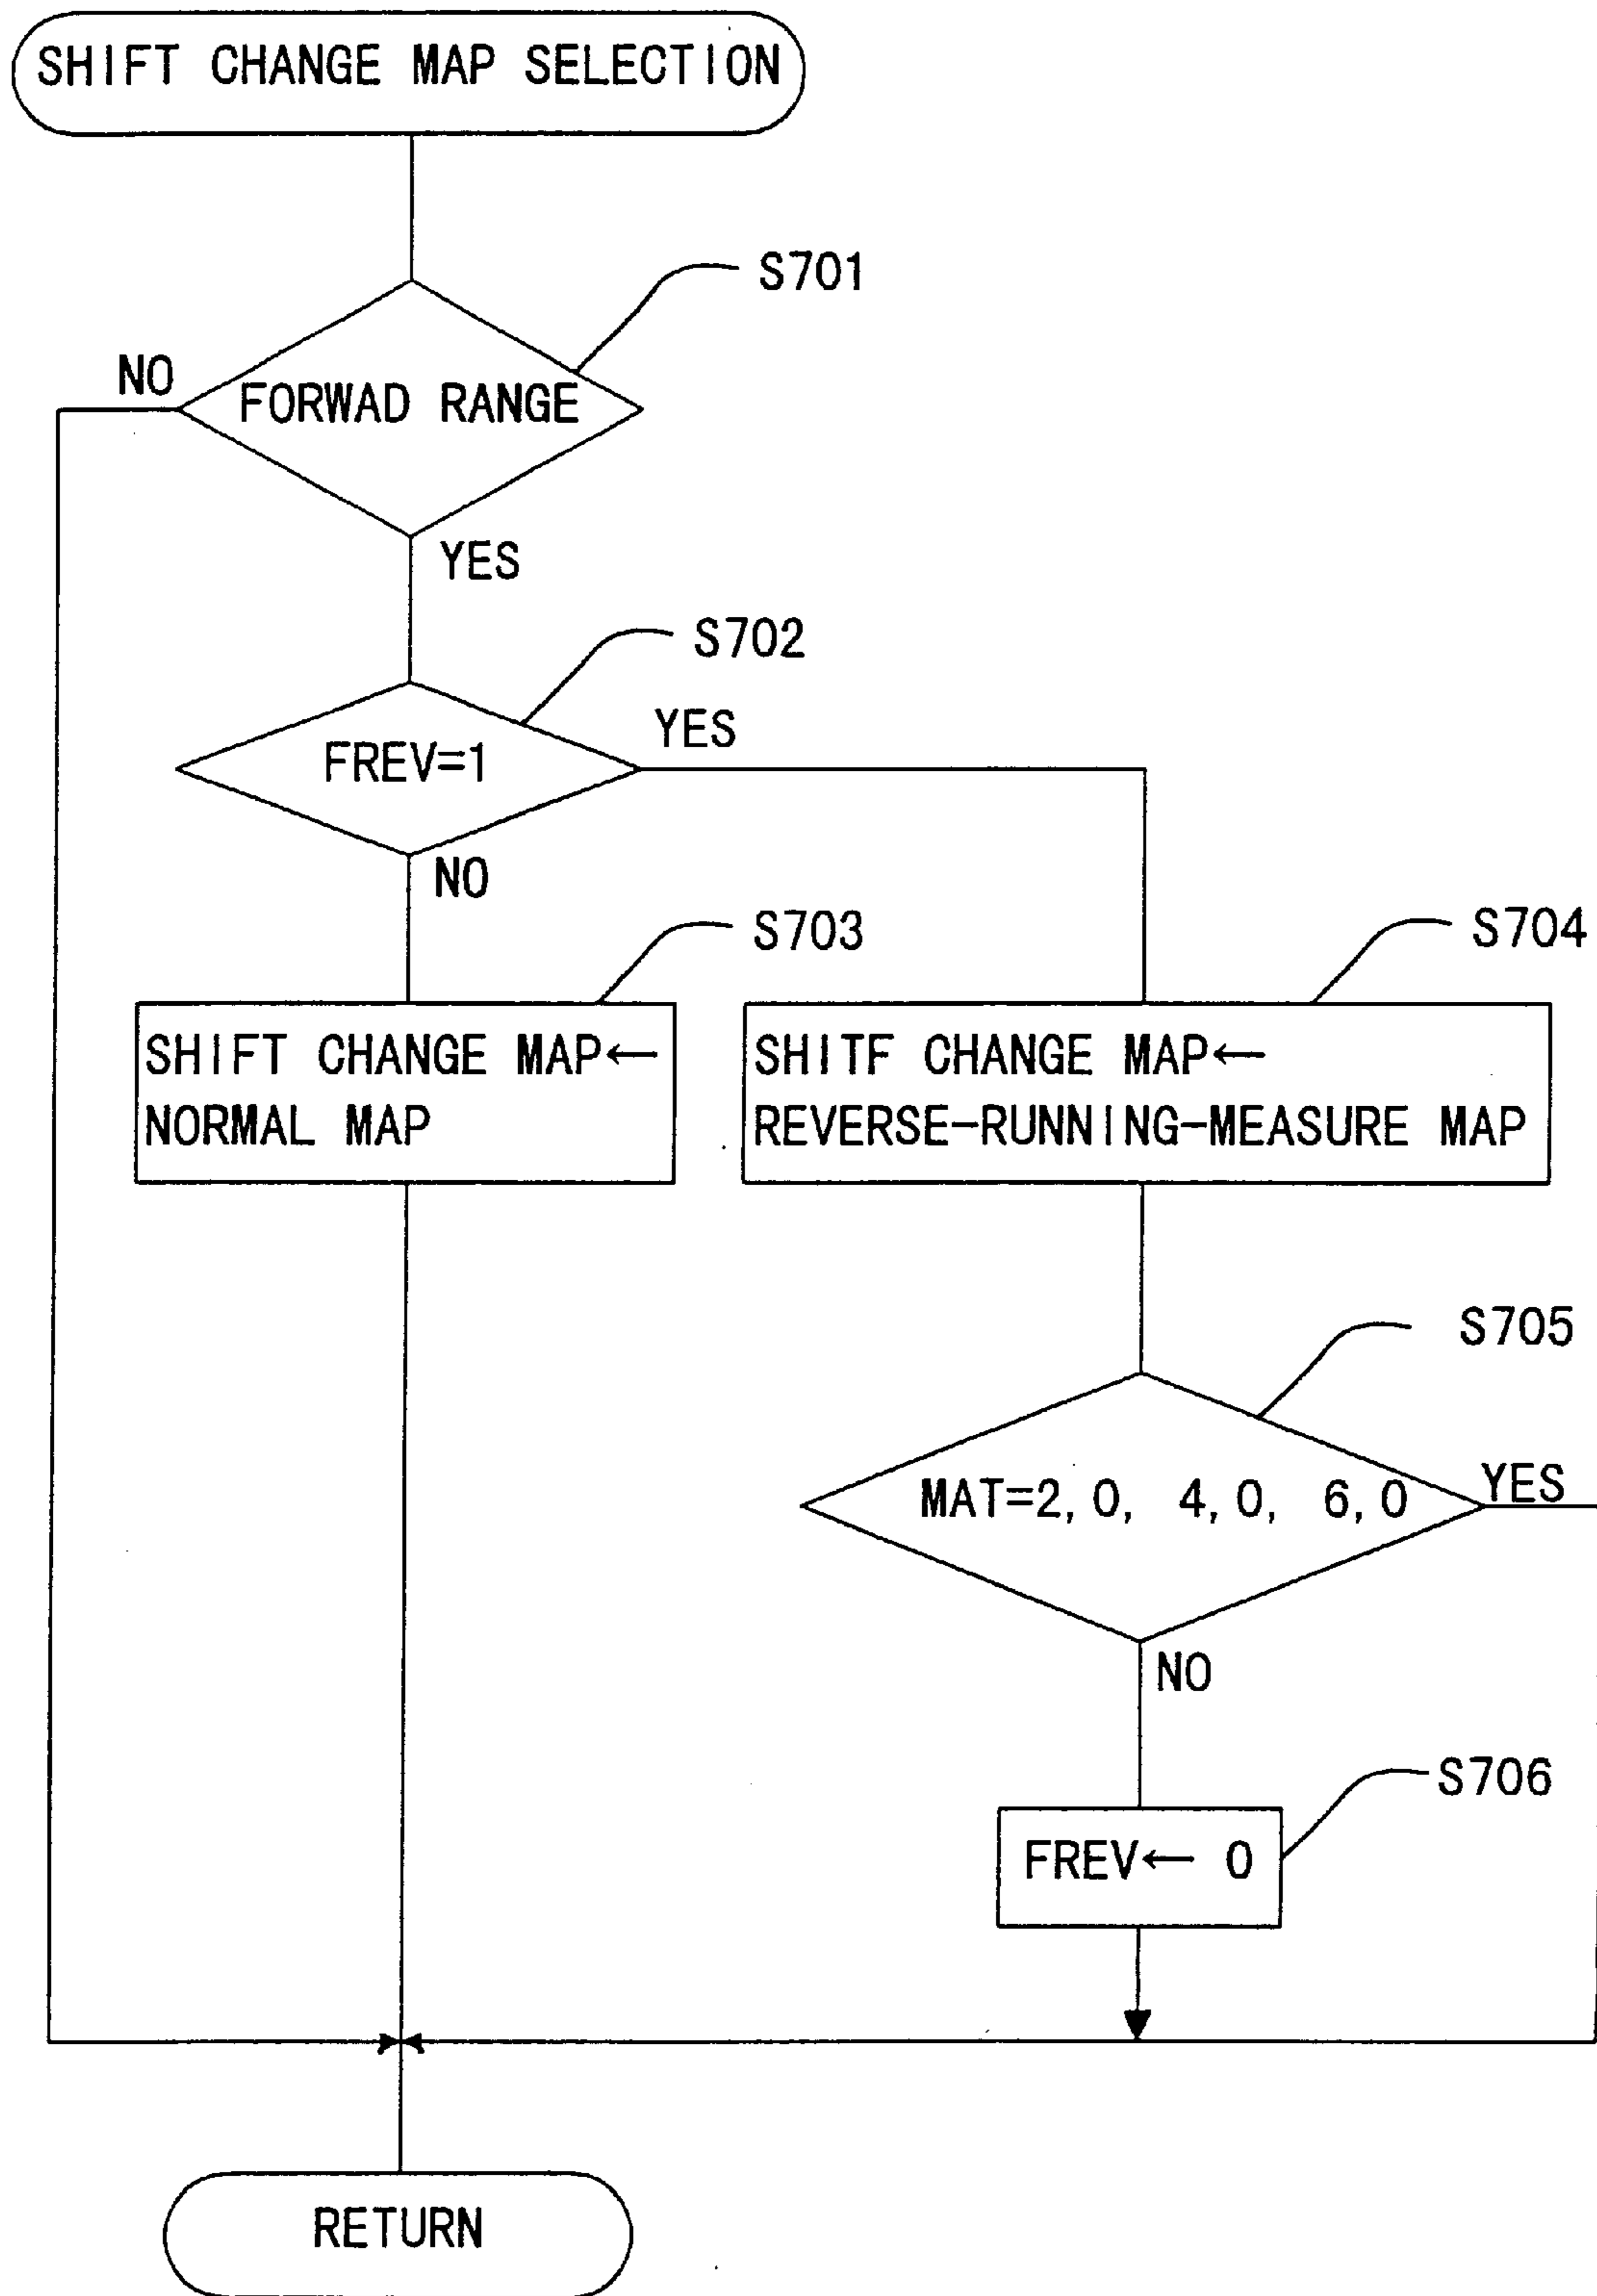 SHIFT CHANGE MAP SELECTION
S701
NO
FORWAD RANGE
YES
S702
YES
FREV=1
NO
S703
S704
SHIFT CHANGE MAP←
NORMAL MAP
SHITF CHANGE MAP←
REVERSE-RUNNING-MEASURE MAP
S705
MAT=2, 0, 4, 0, 6, 0
YES
NO
S706
FREV← 0
RETURN